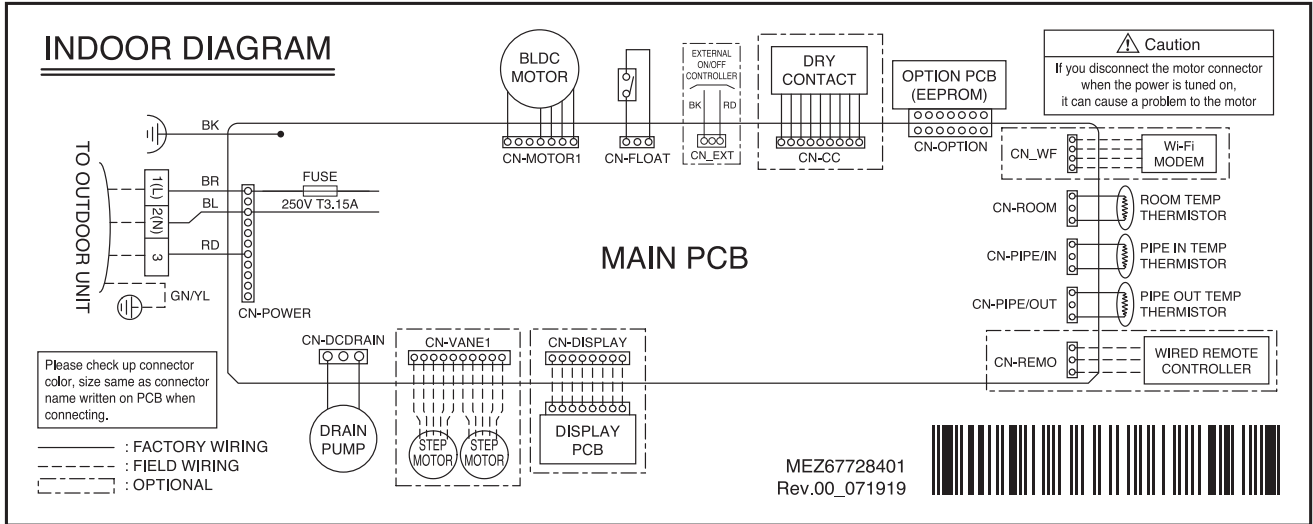 INDOOR DIAGRAM
BLDC
MOTOR
CN-MOTOR1
CN-FLOAT
EXTERNAL
ON/OFF
CONTROLLER
BK
RD
CN_EXT
DRY
CONTACT
CN-CC
OPTION PCB
(EEPROM)
CN-OPTION
Caution
If you disconnect the motor connector
when the power is tuned on,
it can cause a problem to the motor
CN_WF
Wi-Fi
MODEM
CN-ROOM
ROOM TEMP
THERMISTOR
CN-PIPE/IN
PIPE IN TEMP
THERMISTOR
CN-PIPE/OUT
PIPE OUT TEMP
THERMISTOR
CN-REMO
WIRED REMOTE
CONTROLLER
TO OUTDOOR UNIT
BK
1(L)
BR
FUSE
250V T3.15A
2(N)
BL
3
RD
GN/YL
CN-POWER
MAIN PCB
CN-DCDRAIN
DRAIN
PUMP
CN-VANE1
STEP
MOTOR
STEP
MOTOR
CN-DISPLAY
DISPLAY
PCB
Please check up connector
color, size same as connector
name written on PCB when
connecting.
: FACTORY WIRING
: FIELD WIRING
: OPTIONAL
MEZ67728401
Rev.00_071919